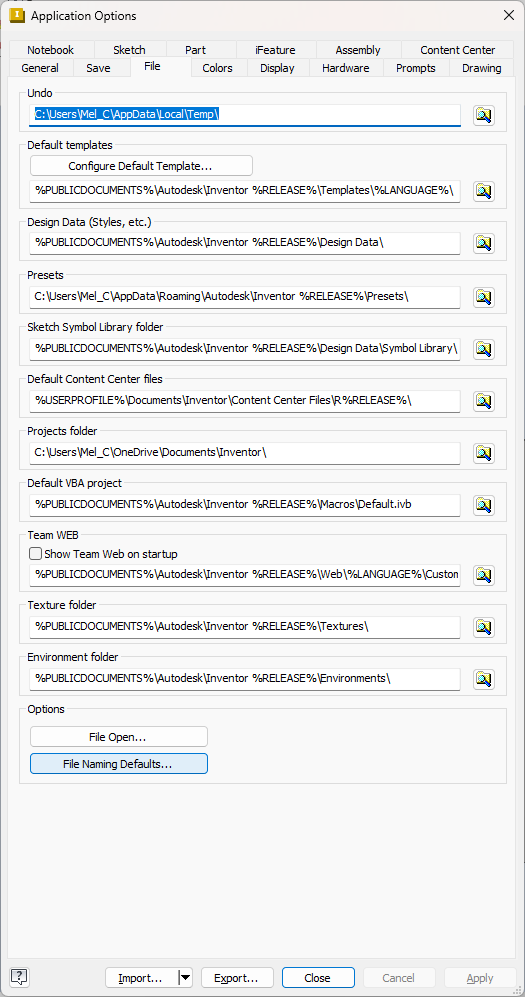 Application Options
Notebook Sketch Part iFeature Assembly Content Center
General Save File Colors Display Hardware Prompts Drawing
Undo
C:\Users\Mel_C\AppData\Local\Temp\
Default templates
Configure Default Template...
%PUBLICDOCUMENTS%\Autodesk\Inventor %RELEASE%\Templates\%LANGUAGE%\
Design Data (Styles, etc.)
%PUBLICDOCUMENTS%\Autodesk\Inventor %RELEASE%\Design Data\
Presets
C:\Users\Mel_C\AppData\Roaming\Autodesk\Inventor %RELEASE%\Presets\
Sketch Symbol Library folder
%PUBLICDOCUMENTS%\Autodesk\Inventor %RELEASE%\Design Data\Symbol Library\
Default Content Center files
%USERPROFILE%\Documents\Inventor\Content Center Files\R%RELEASE%\
Projects folder
C:\Users\Mel_C\OneDrive\Documents\Inventor\
Default VBA project
%PUBLICDOCUMENTS%\Autodesk\Inventor %RELEASE%\Macros\Default.ivb
Team WEB
Show Team Web on startup
%PUBLICDOCUMENTS%\Autodesk\Inventor %RELEASE%\Web\%LANGUAGE%\Custom
Texture folder
%PUBLICDOCUMENTS%\Autodesk\Inventor %RELEASE%\Textures\
Environment folder
%PUBLICDOCUMENTS%\Autodesk\Inventor %RELEASE%\Environments\
Options
File Open...
File Naming Defaults...
? Import... Export... Close Cancel Apply